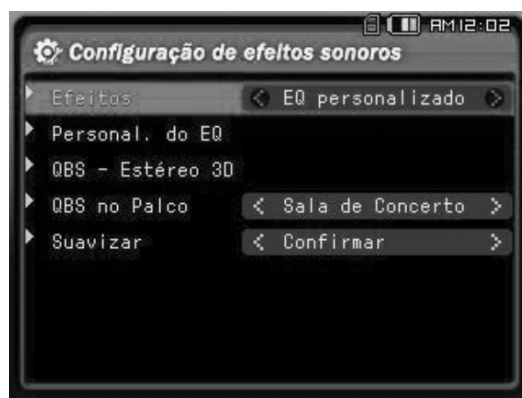 AM12:02
Configuração de efeitos sonoros
Efeitos < EQ personalizado >
Personal. do EQ
QBS - Estéreo 3D
QBS no Palco < Sala de Concerto >
Suavizar < Confirmar >